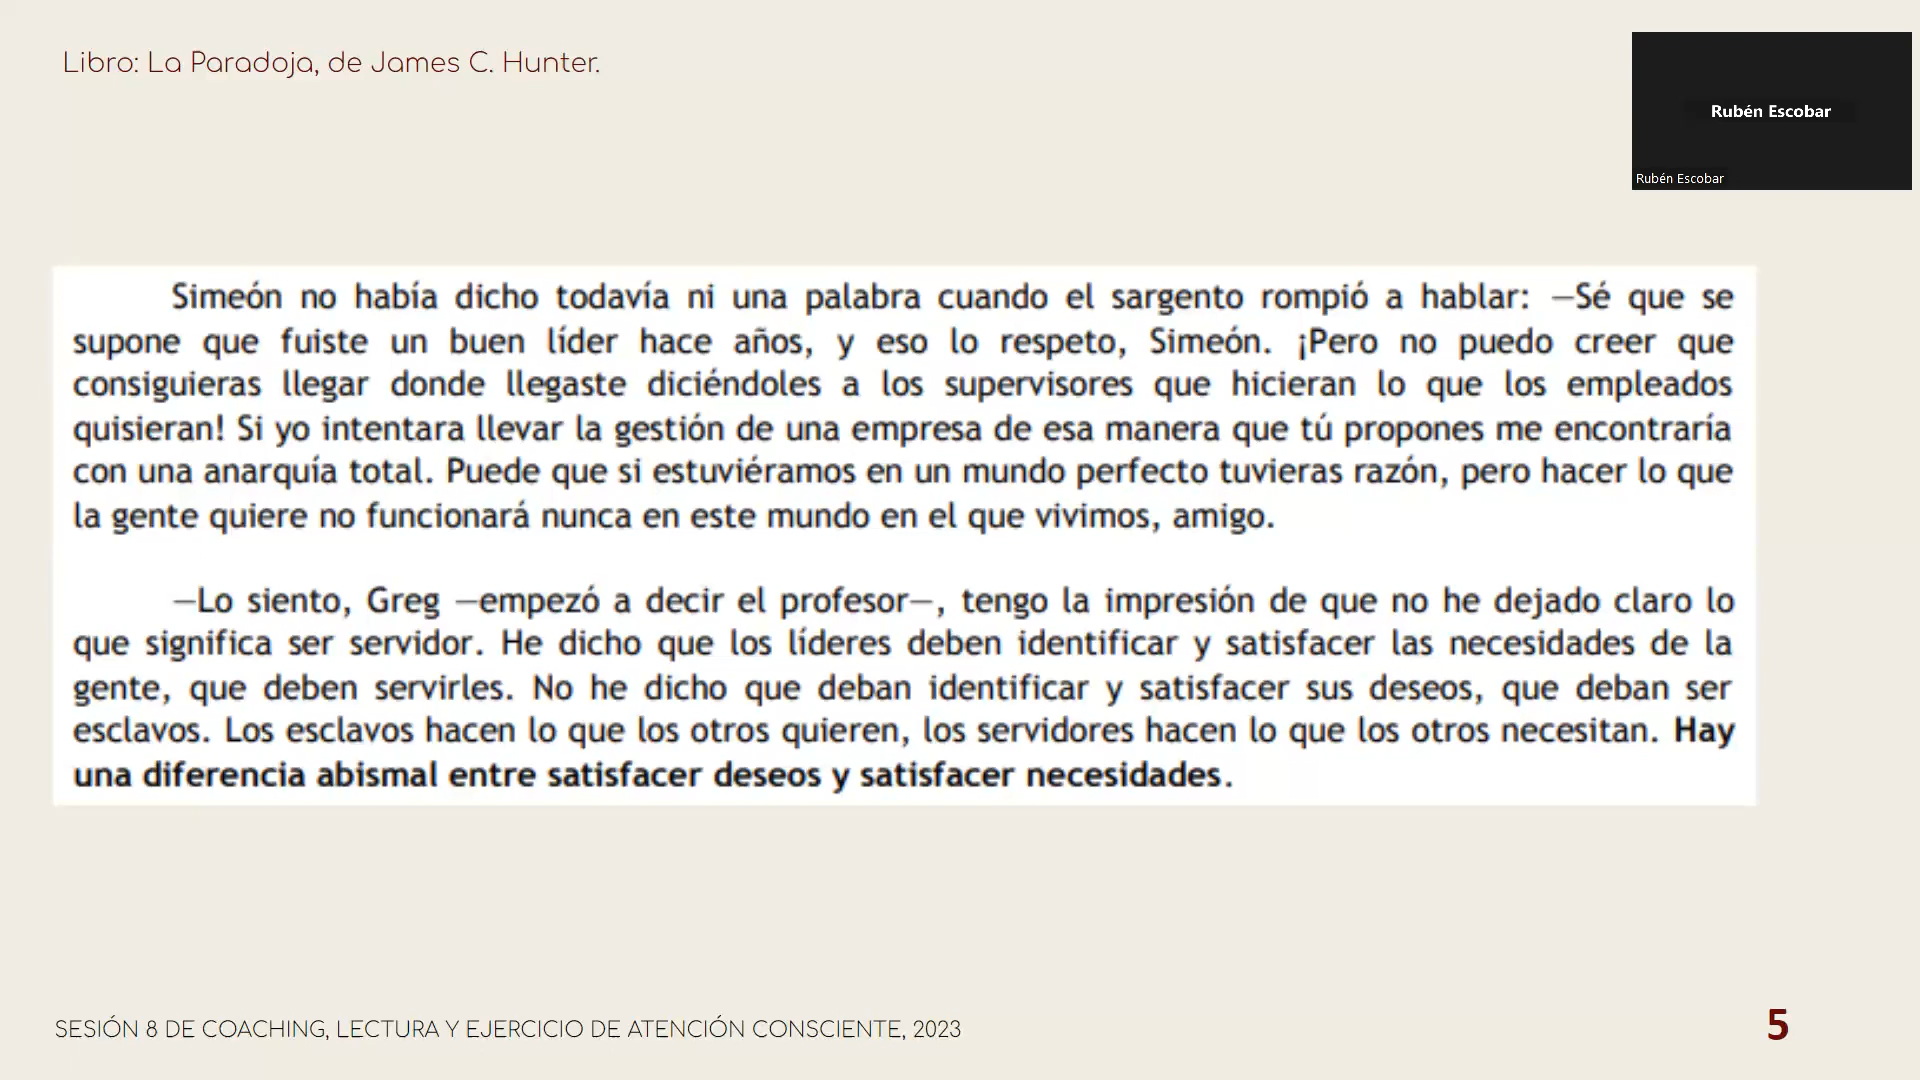 Libro: La Paradoja, de James C. Hunter.
Rubén Escobar
Rubén Escobar
Simeón no había dicho todavía ni una palabra cuando el sargento rompió a hablar: —Sé que se
supone que fuiste un buen líder hace años, y eso lo respeto, Simeón. ¡Pero no puedo creer que
consiguieras llegar donde llegaste diciéndoles a los supervisores que hicieran lo que los empleados
quisieran! Si yo intentara llevar la gestión de una empresa de esa manera que tú propones me encontraría
con una anarquía total. Puede que si estuviéramos en un mundo perfecto tuvieras razón, pero hacer lo que
la gente quiere no funcionará nunca en este mundo en el que vivimos, amigo.
—Lo siento, Greg —empezó a decir el profesor—, tengo la impresión de que no he dejado claro lo
que significa ser servidor. He dicho que los líderes deben identificar y satisfacer las necesidades de la
gente, que deben servirles. No he dicho que deban identificar y satisfacer sus deseos, que deban ser
esclavos. Los esclavos hacen lo que los otros quieren, los servidores hacen lo que los otros necesitan. Hay
una diferencia abismal entre satisfacer deseos y satisfacer necesidades.
SESIÓN 8 DE COACHING, LECTURA Y EJERCICIO DE ATENCIÓN CONSCIENTE, 2023
5